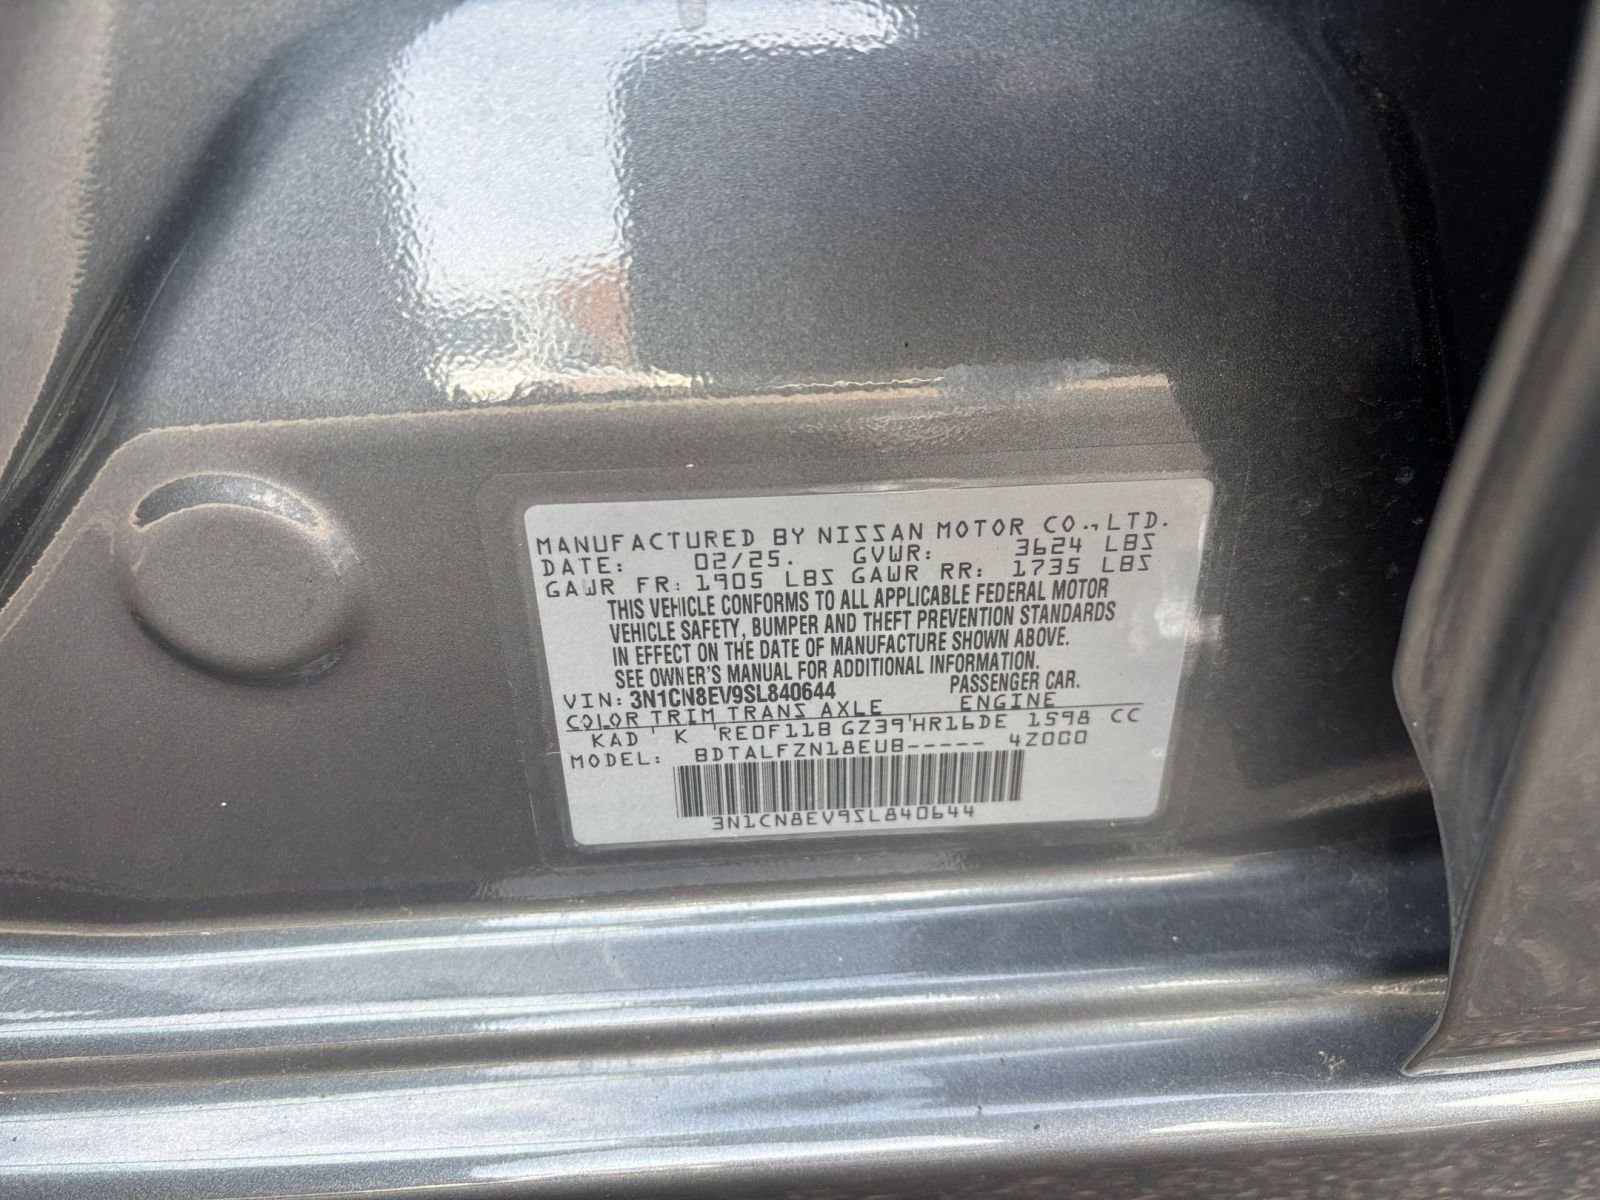 MANUFACTURED BY NISSAN MOTOR CO.,LTD.
DATE: 02/25. GVWR: 3624 LBS
GAWR FR: 1905 LBS GAWR RR: 1735 LBS
THIS VEHICLE CONFORMS TO ALL APPLICABLE FEDERAL MOTOR
VEHICLE SAFETY, BUMPER AND THEFT PREVENTION STANDARDS
IN EFFECT ON THE DATE OF MANUFACTURE SHOWN ABOVE.
SEE OWNER'S MANUAL FOR ADDITIONAL INFORMATION.
VIN: 3N1CN8EV9SL840644 PASSENGER CAR.
COLOR TRIM TRANS AXLE ENGINE
KAD ' K 'RE0F11B GZ39'HR16DE 1598 CC
MODEL: BDTALFZN18EUB----- 4Z0G0
3N1CN8EV9SL840644